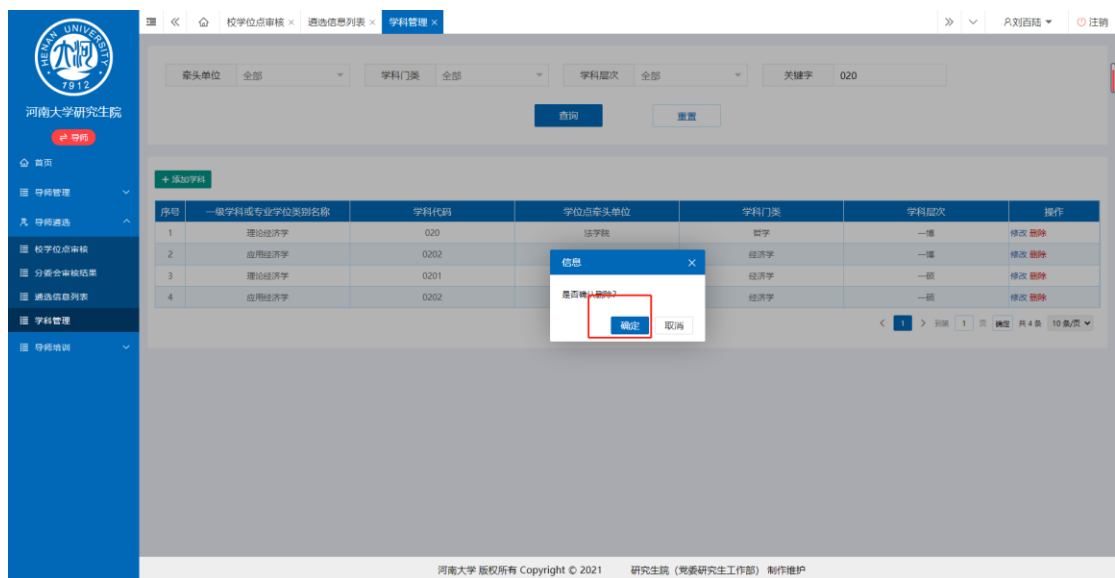 HENAN UNIVERSITY
1912
河南大学研究生院
导师
首页
导师管理
导师遴选
校学位点审核
分委会审核结果
遴选信息列表
学科管理
导师培训
校学位点审核 × 遴选信息列表 × 学科管理 ×
刘百陆 注销
牵头单位 全部 学科门类 全部 学科层次 全部 关键字 020
查询 重置
+ 添加学科
序号 一级学科或专业学位类别名称 学科代码 学位点牵头单位 学科门类 学科层次 操作
1 理论经济学 020 法学院 哲学 一博 修改 删除
2 应用经济学 0202 经济学 一博 修改 删除
3 理论经济学 0201 经济学 一硕 修改 删除
4 应用经济学 0202 经济学 一硕 修改 删除
信息 ×
是否确认删除?
确定 取消
< 1 > 到第 1 页 确定 共 4 条 10 条/页
河南大学 版权所有 Copyright © 2021 研究生院（党委研究生工作部） 制作维护